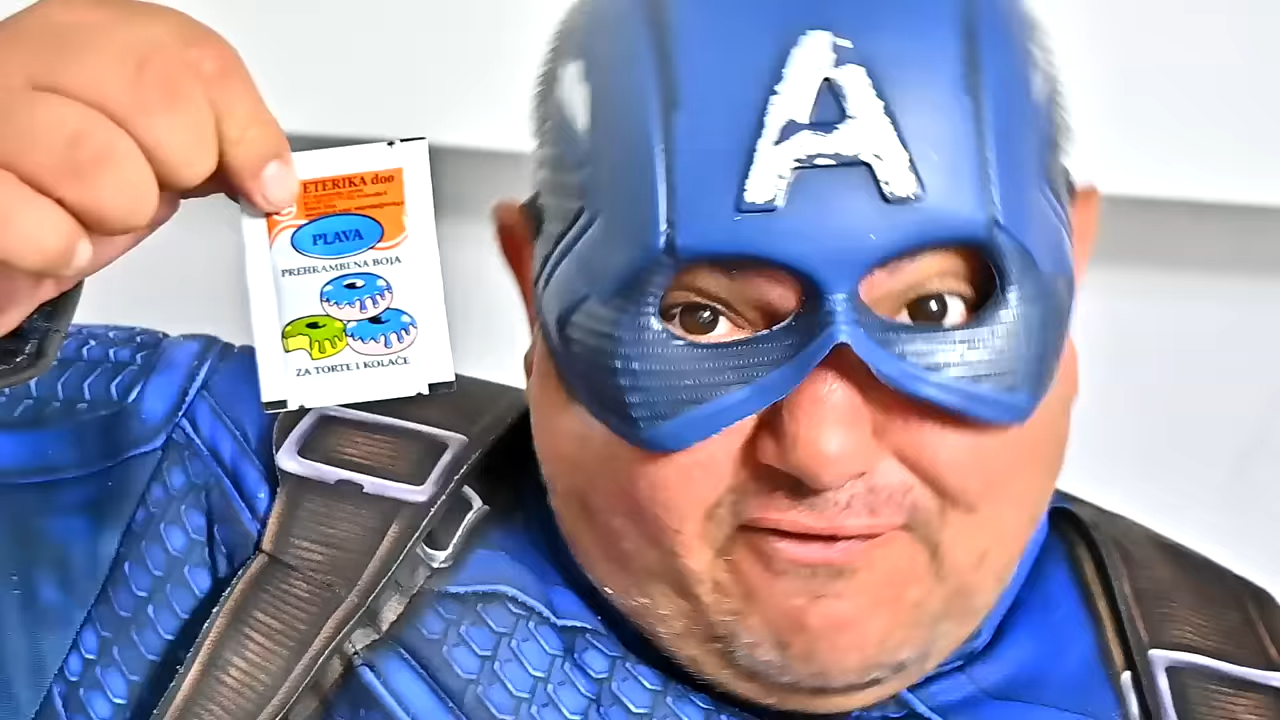 A
ETERIKA doo
PLAVA
PREHRAMBENA BOJA
ZA TORTE I KOLAČE